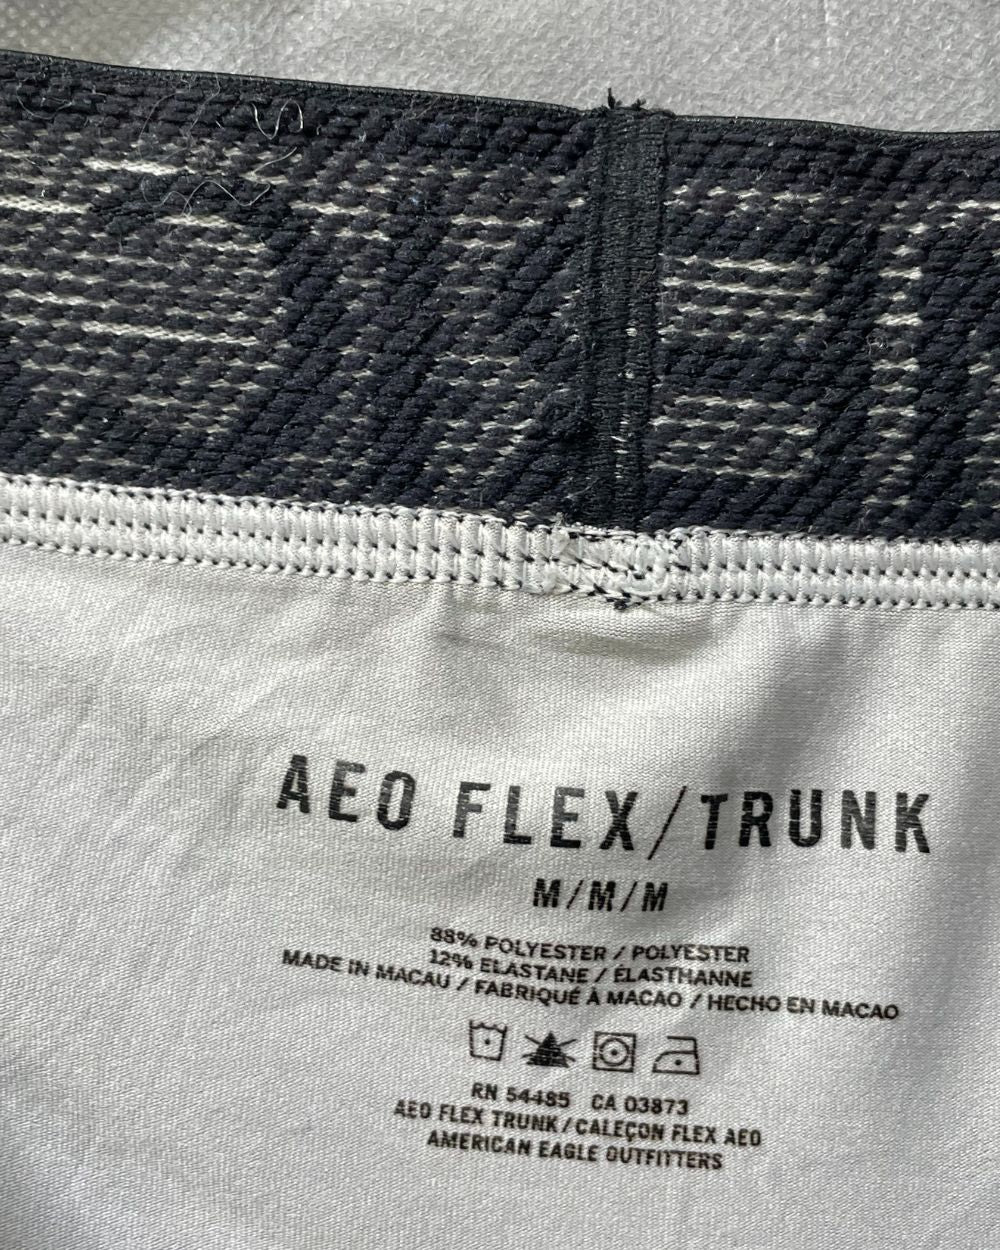 AEO FLEX/TRUNK
M/M/M
88% POLYESTER / POLYESTER
12% ELASTANE / ÉLASTHANNE
MADE IN MACAU / FABRIQUÉ À MACAO / HECHO EN MACAO
RN 54485 CA 03873
AEO FLEX TRUNK/CALEÇON FLEX AEO
AMERICAN EAGLE OUTFITTERS